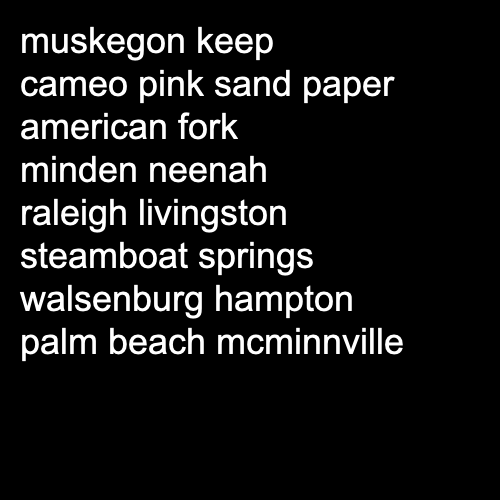 muskegon keep
cameo pink sand paper
american fork
minden neenah
raleigh livingston
steamboat springs
walsenburg hampton
palm beach mcminnville